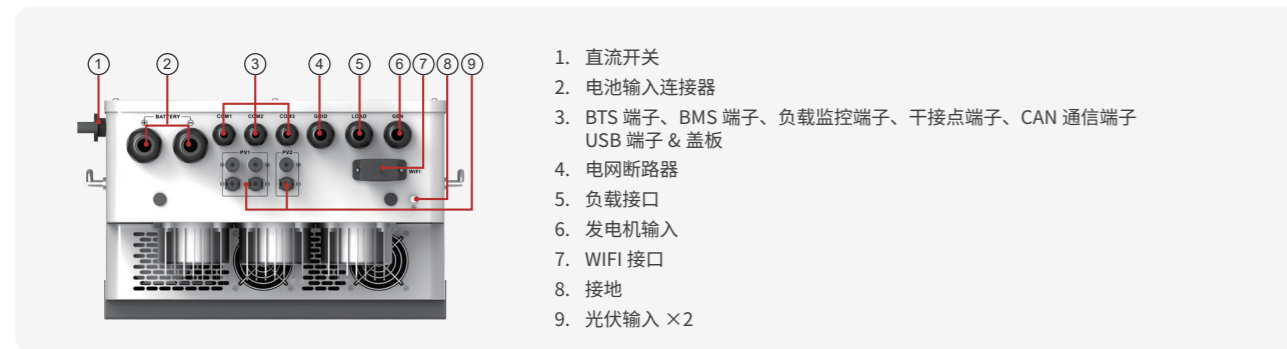 ① ② ③ ④ ⑤ ⑥ ⑦ ⑧ ⑨
BATTERY COM1 COM2 COM3 GRID LOAD GEN
PV1 PV2
WIFI
1. 直流开关
2. 电池输入连接器
3. BTS 端子、BMS 端子、负载监控端子、干接点端子、CAN 通信端子
USB 端子 & 盖板
4. 电网断路器
5. 负载接口
6. 发电机输入
7. WIFI 接口
8. 接地
9. 光伏输入 ×2